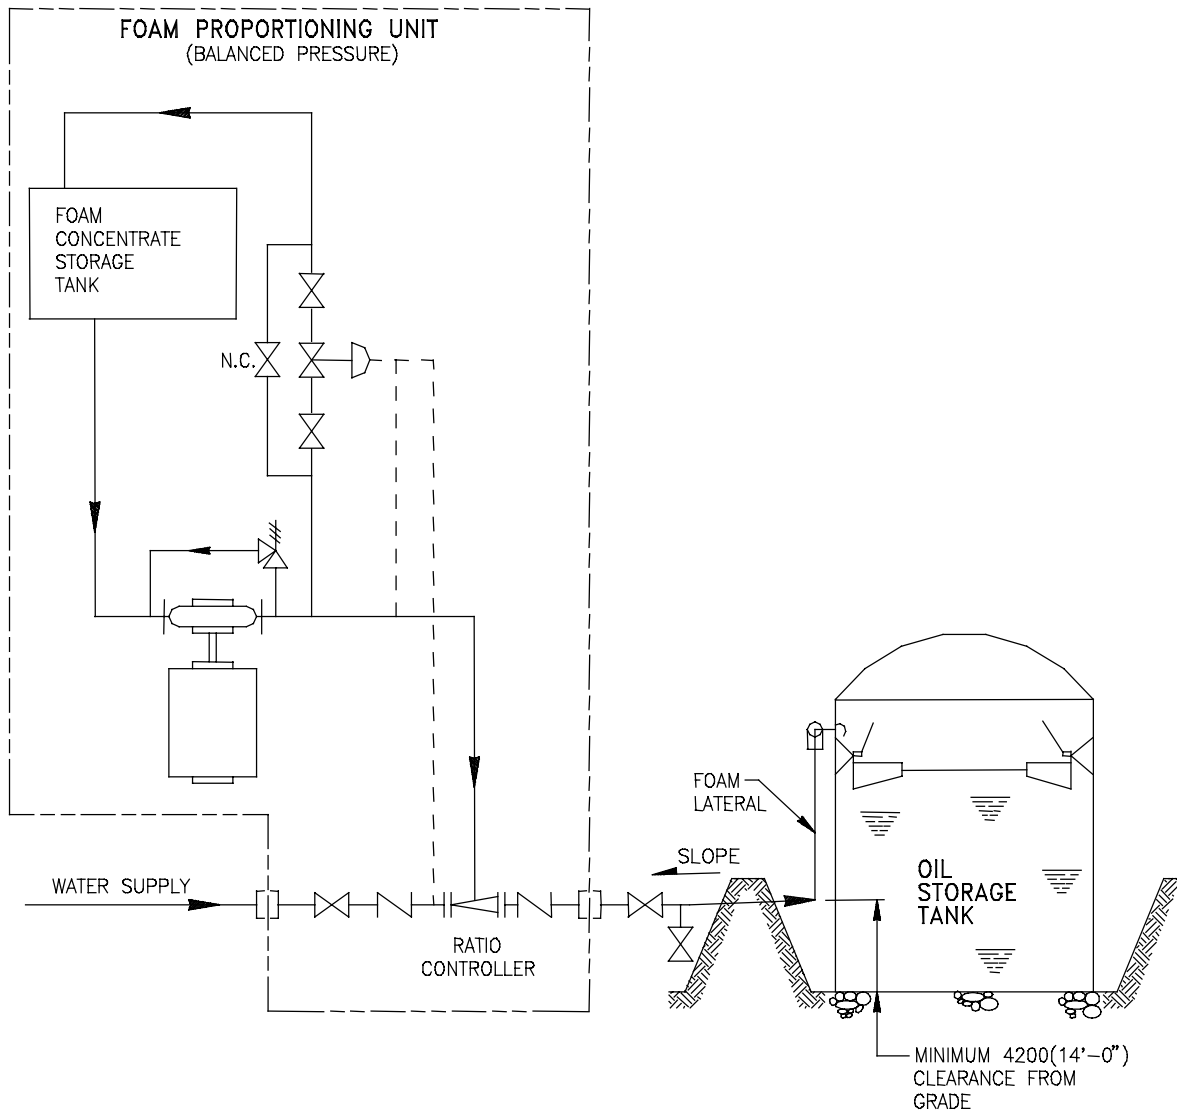 FOAM PROPORTIONING UNIT
(BALANCED PRESSURE)
FOAM
CONCENTRATE
STORAGE
TANK
N.C.
FOAM
LATERAL
SLOPE
WATER SUPPLY
OIL
STORAGE
TANK
RATIO
CONTROLLER
MINIMUM 4200(14'-0")
CLEARANCE FROM
GRADE